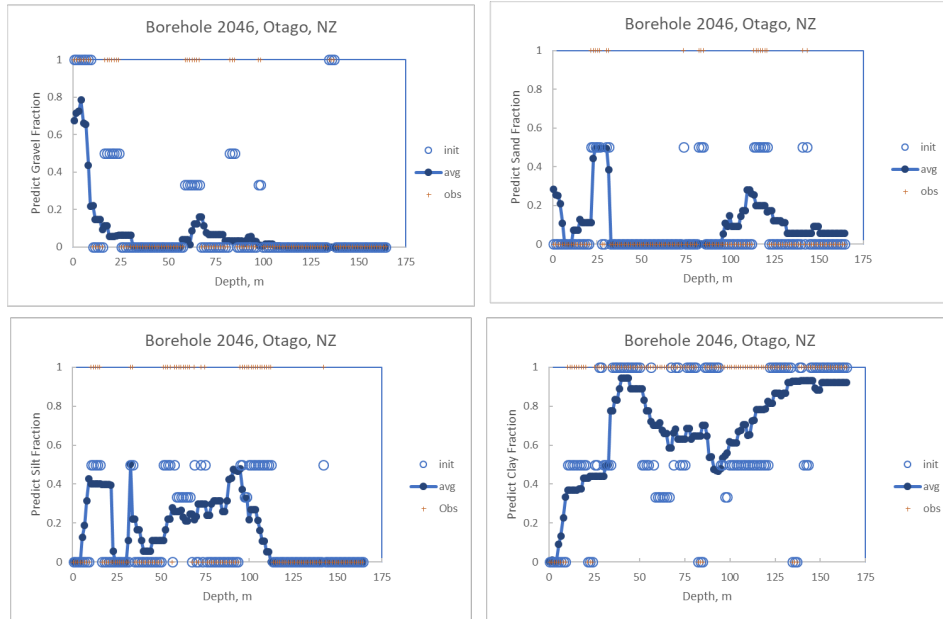 Borehole 2046, Otago, NZ
1
0.8
0.6
0.4
0.2
0
0 25 50 75 100 125 150 175
Predict Gravel Fraction
Depth, m
init
avg
obs
Borehole 2046, Otago, NZ
1
0.8
0.6
0.4
0.2
0
0 25 50 75 100 125 150 175
Predict Sand Fraction
Depth, m
init
avg
obs
Borehole 2046, Otago, NZ
1
0.8
0.6
0.4
0.2
0
0 25 50 75 100 125 150 175
Predict Silt Fraction
Depth, m
init
avg
Obs
Borehole 2046, Otago, NZ
1
0.8
0.6
0.4
0.2
0
0 25 50 75 100 125 150 175
Predict Clay Fraction
Depth, m
init
avg
obs